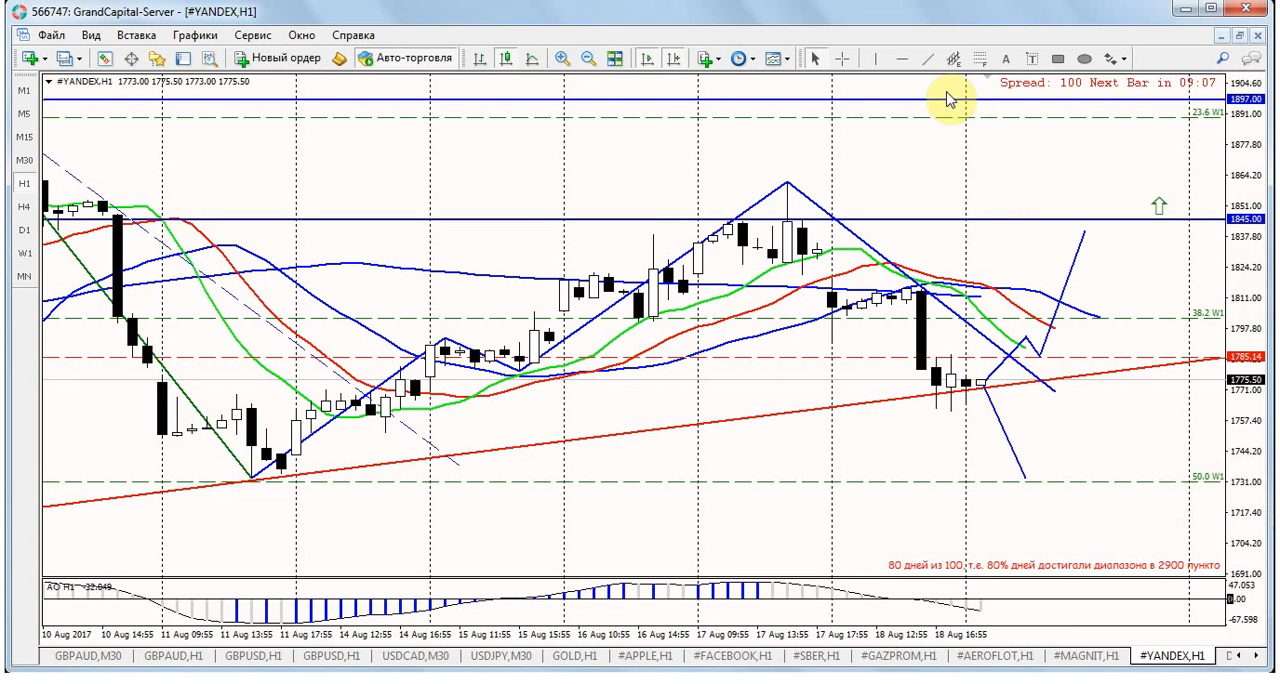 566747: GrandCapital-Server - [#YANDEX,H1]
Файл Вид Вставка Графики Сервис Окно Справка
Новый ордер Авто-торговля
M1
M5
M15
M30
H1
H4
D1
W1
MN
#YANDEX,H1 1773.00 1775.50 1773.00 1775.50
Spread: 100 Next Bar in 09:07
1904.60
1897.00
23.6 W1
1891.00
1877.80
1864.20
1851.00
1845.00
1837.80
1824.20
1811.00
38.2 W1
1797.80
1785.14
1775.50
1771.00
1757.40
1744.20
50.0 W1
1731.00
1717.40
1704.20
80 дней из 100, т.е. 80% дней достигали диапазона в 2900 пункто
1691.00
AO H1 -32.849
47.053
0.00
-67.598
10 Aug 2017 10 Aug 14:55 11 Aug 09:55 11 Aug 13:55 11 Aug 17:55 14 Aug 12:55 14 Aug 16:55 15 Aug 11:55 15 Aug 15:55 16 Aug 10:55 16 Aug 14:55 17 Aug 09:55 17 Aug 13:55 17 Aug 17:55 18 Aug 12:55 18 Aug 16:55
GBPAUD,M30 GBPAUD,H1 GBPUSD,H1 GBPUSD,H1 USDCAD,M30 USDJPY,M30 GOLD,H1 #APPLE,H1 #FACEBOOK,H1 #SBER,H1 #GAZPROM,H1 #AEROFLOT,H1 #MAGNIT,H1 #YANDEX,H1